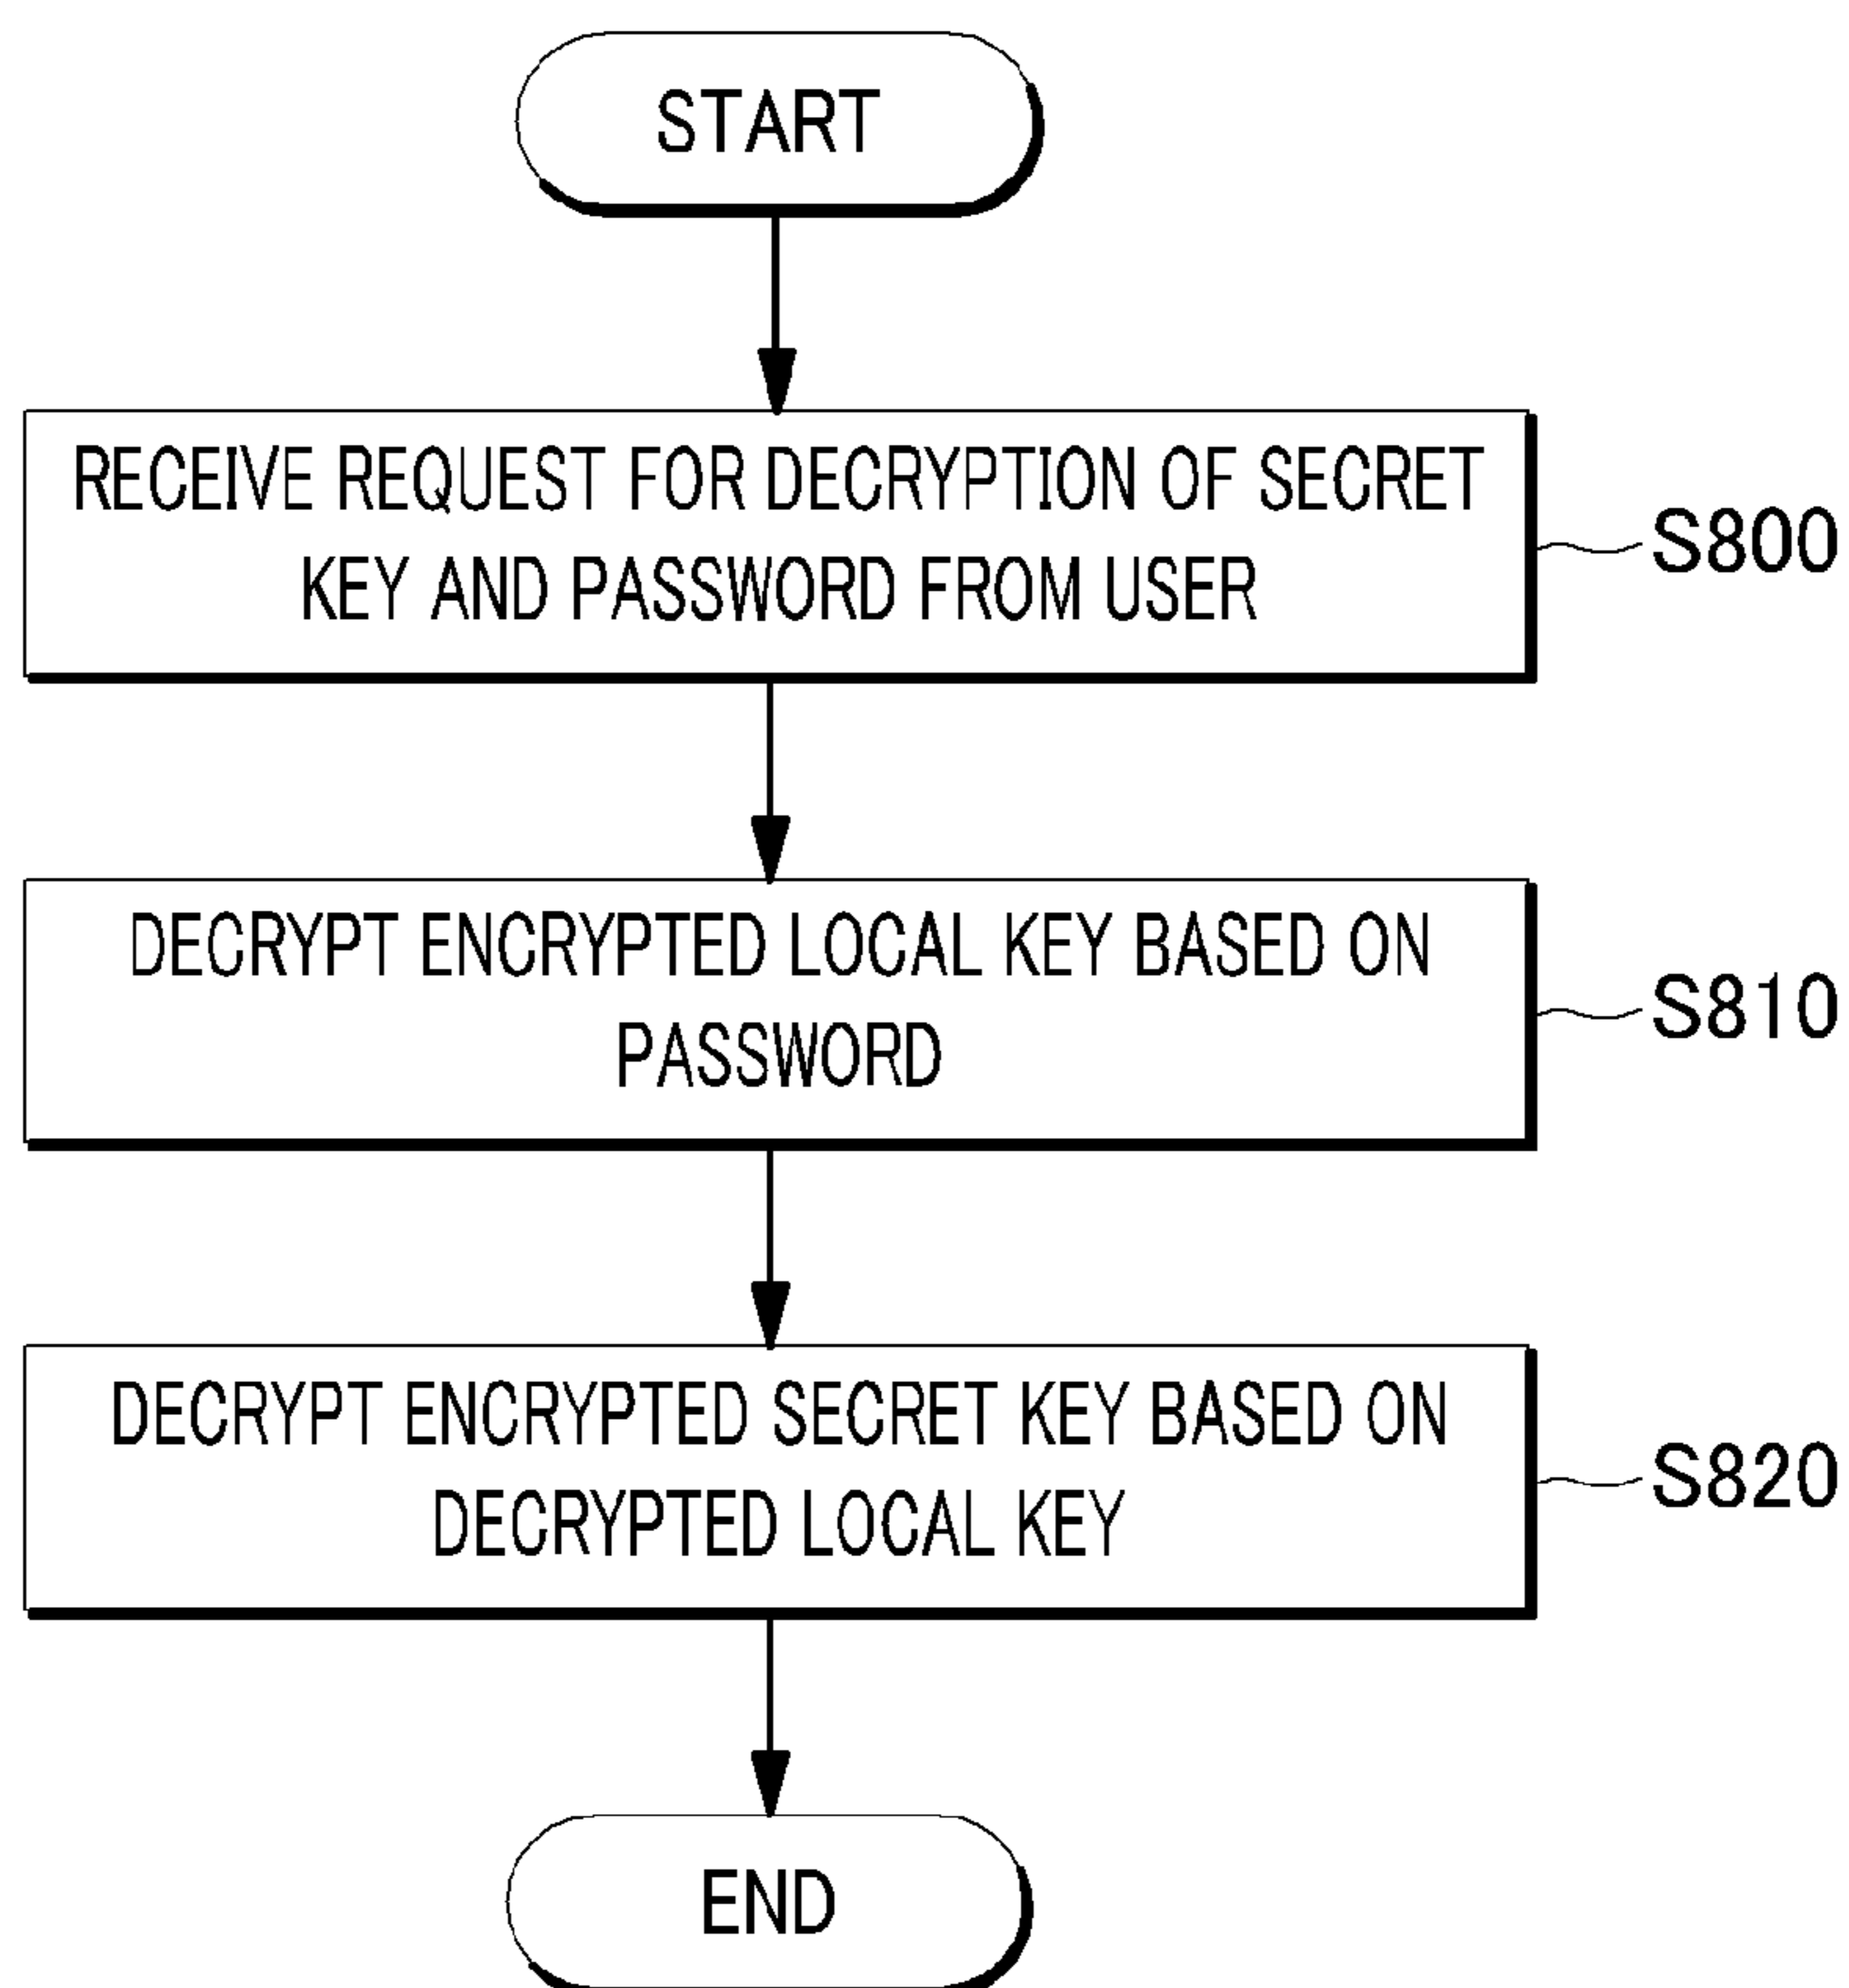 START
RECEIVE REQUEST FOR DECRYPTION OF SECRET
KEY AND PASSWORD FROM USER
S800
DECRYPT ENCRYPTED LOCAL KEY BASED ON
PASSWORD
S810
DECRYPT ENCRYPTED SECRET KEY BASED ON
DECRYPTED LOCAL KEY
S820
END